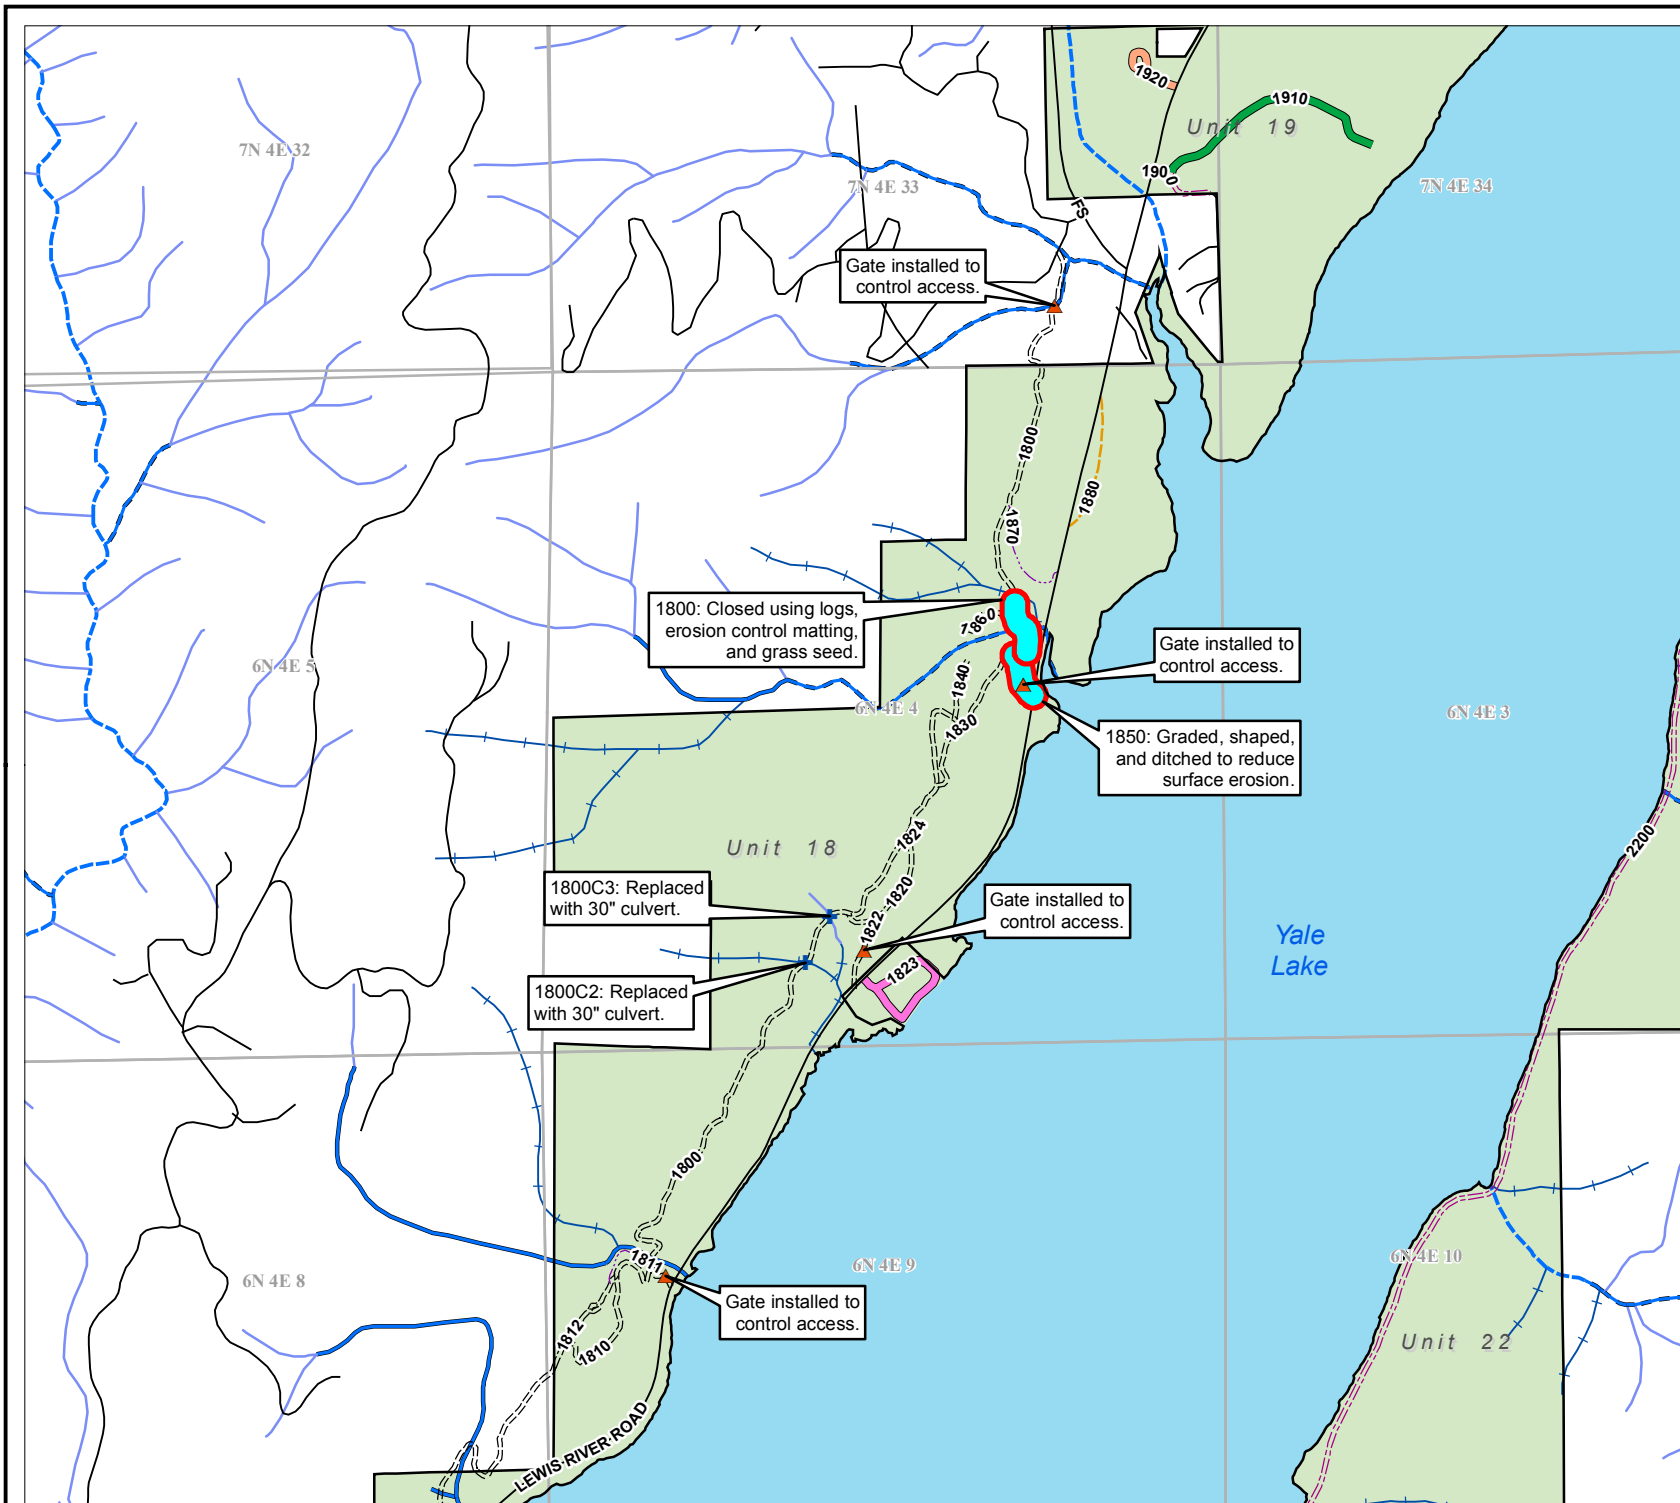 1920
1910
Unit 19
7N 4E 32
1900
7N 4E 33
7N 4E 34
FS
Gate installed to
control access.
1800
1880
1870
1800: Closed using logs,
erosion control matting,
and grass seed.
1860
Gate installed to
control access.
6N 4E 5
1840
6N 4E 4
6N 4E 3
1830
1850: Graded, shaped,
and ditched to reduce
surface erosion.
1824
2200
Unit 18
1800C3: Replaced
with 30" culvert.
1820
Gate installed to
control access.
1822
Yale
Lake
1823
1800C2: Replaced
with 30" culvert.
1800
1811
6N 4E 9
6N 4E 10
6N 4E 8
Gate installed to
control access.
1812
1810
Unit 22
LEWIS RIVER ROAD